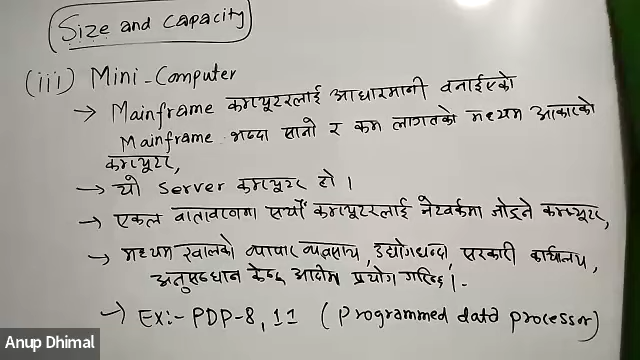 Size and Capacity
(iii) Mini-Computer
→ Mainframe कम्प्यूटरलाई आधारमानी बनाईएको
Mainframe भन्दा सानो र कम लागतको मध्यम आकारको
कम्प्यूटर,
→ यो Server कम्प्यूटर हो ।
→ एकल वातावरणमा सयौं कम्प्यूटरलाई नेटवर्कमा जोड्ने कम्प्यूटर,
→ मध्यम खालको व्यापार व्यवसाय, उद्योगधन्दा, सरकारी कार्यालय,
अनुसन्धान केन्द्र आदीमा प्रयोग गरिन्छ ।-
→ Ex:- PDP-8, 11 (Programmed data processor)
Anup Dhimal